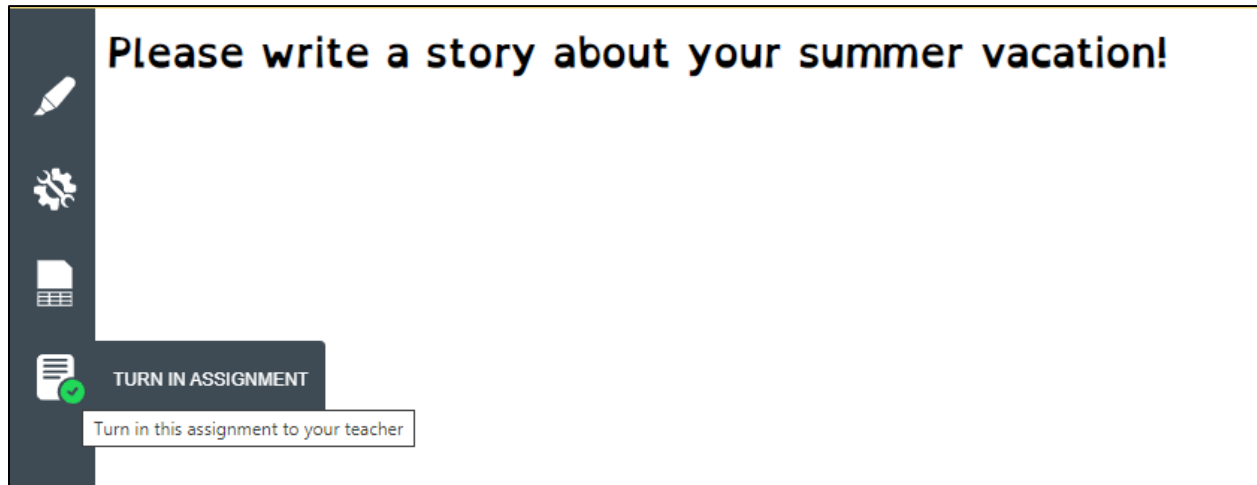 Please write a story about your summer vacation!
TURN IN ASSIGNMENT
Turn in this assignment to your teacher